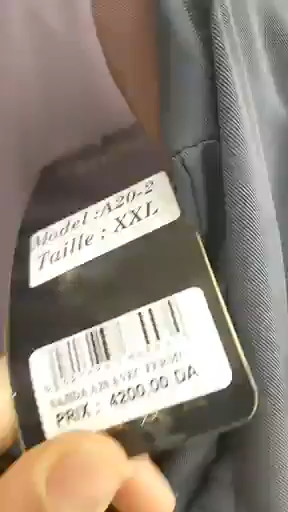 Model :A20-2
Taille : XXL
PRIX : 4200.00 DA